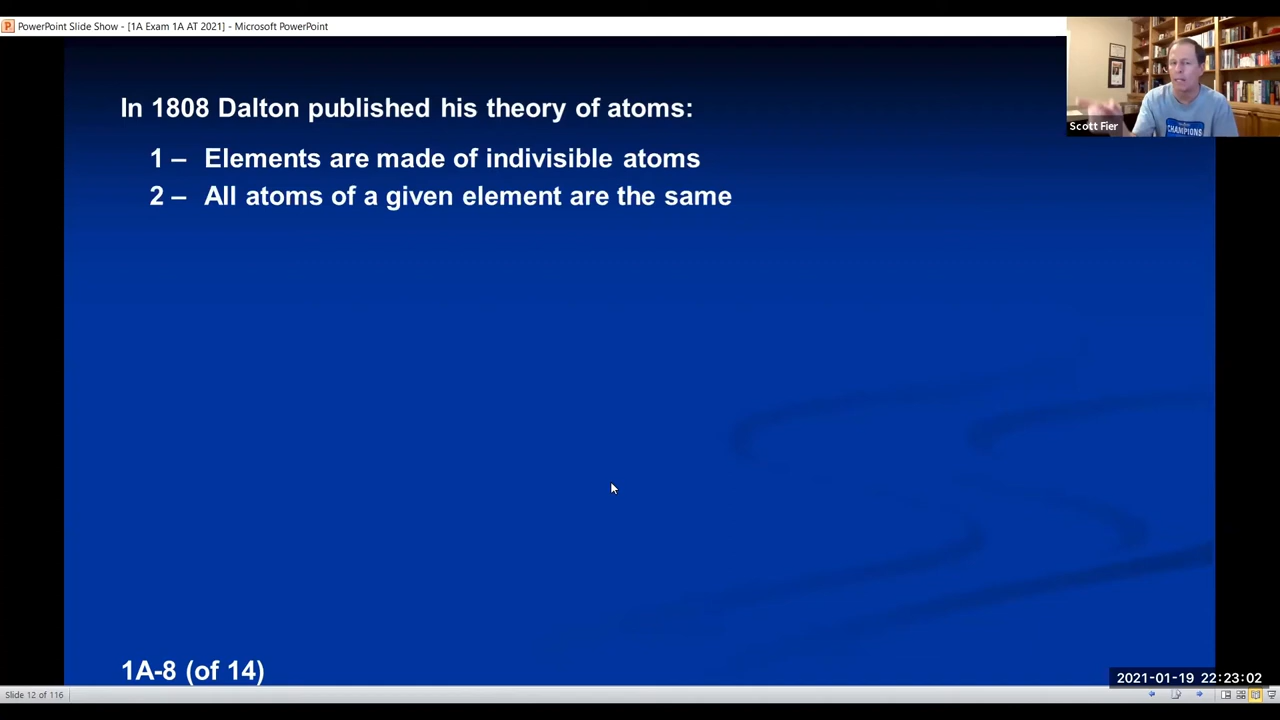 PowerPoint Slide Show - [1A Exam 1A AT 2021] - Microsoft PowerPoint
In 1808 Dalton published his theory of atoms:
1 – Elements are made of indivisible atoms
2 – All atoms of a given element are the same
CHAMPIONS
Scott Fier
1A-8 (of 14)
2021-01-19 22:23:02
Slide 12 of 116